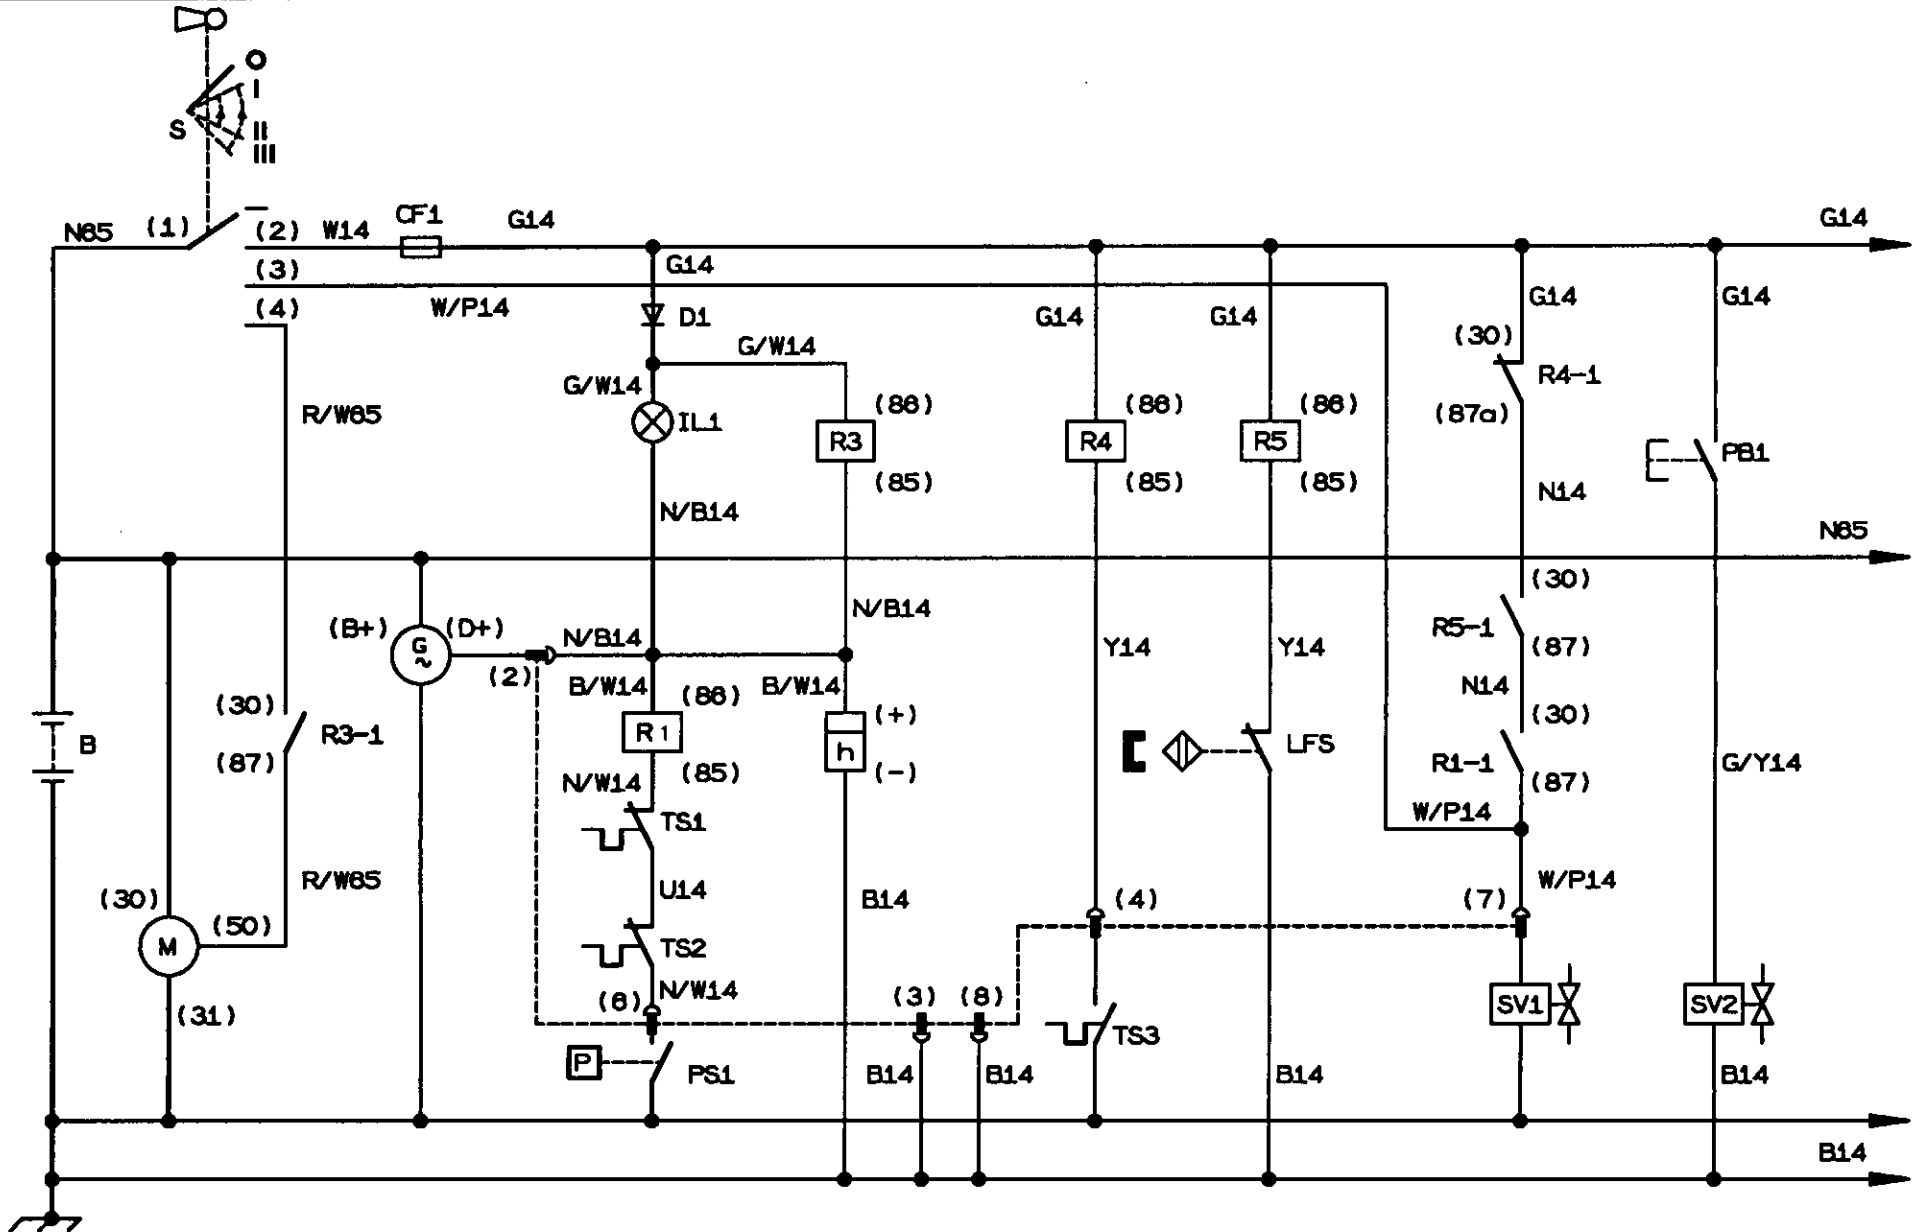 O
I
S
II
III
N65 (1) (2) W14 CF1 G14 G14
(3)
G14
(4) W/P14 D1 G14 G14 G14 G14
G/W14 (30)
G/W14 R4-1
R/W65 IL1 (86) (86) (86) (87a)
R3 R4 R5 PB1
(85) (85) (85) N14
N/B14
N65
(30)
N/B14
(B+) G (D+) N/B14 Y14 Y14 R5-1 (87)
(2) B/W14 (86) B/W14 N14
(30) (+) (30)
B R3-1 R1 h LFS R1-1 G/Y14
(87) (85) (-) (87)
N/W14
TS1 W/P14
R/W65 U14 W/P14
(30) B14 (4) (7)
(50)
M TS2
(6) N/W14 (3) (8) SV1 SV2
(31) TS3
P PS1 B14 B14 B14 B14
B14